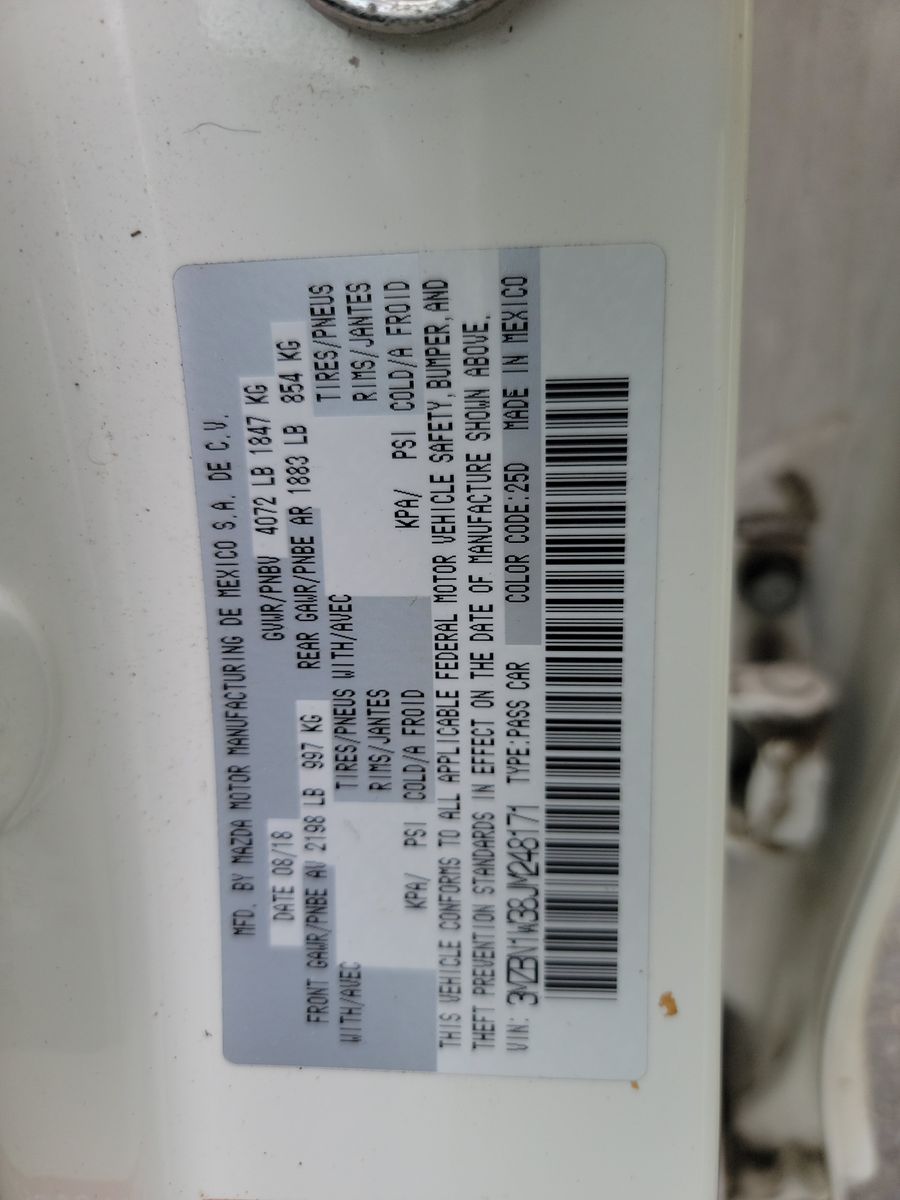 MFD. BY MAZDA MOTOR MANUFACTURING DE MEXICO S.A. DE C.V.
DATE 08/18 GVWR/PNBV 4072 LB 1847 KG
FRONT GAWR/PNBE AV 2198 LB 997 KG REAR GAWR/PNBE AR 1883 LB 854 KG
WITH/AVEC TIRES/PNEUS WITH/AVEC TIRES/PNEUS
RIMS/JANTES RIMS/JANTES
KPA/ PSI COLD/A FROID KPA/ PSI COLD/A FROID
THIS VEHICLE CONFORMS TO ALL APPLICABLE FEDERAL MOTOR VEHICLE SAFETY, BUMPER, AND
THEFT PREVENTION STANDARDS IN EFFECT ON THE DATE OF MANUFACTURE SHOWN ABOVE.
VIN: 3MZBN1W38JM248171 TYPE:PASS CAR COLOR CODE:25D MADE IN MEXICO